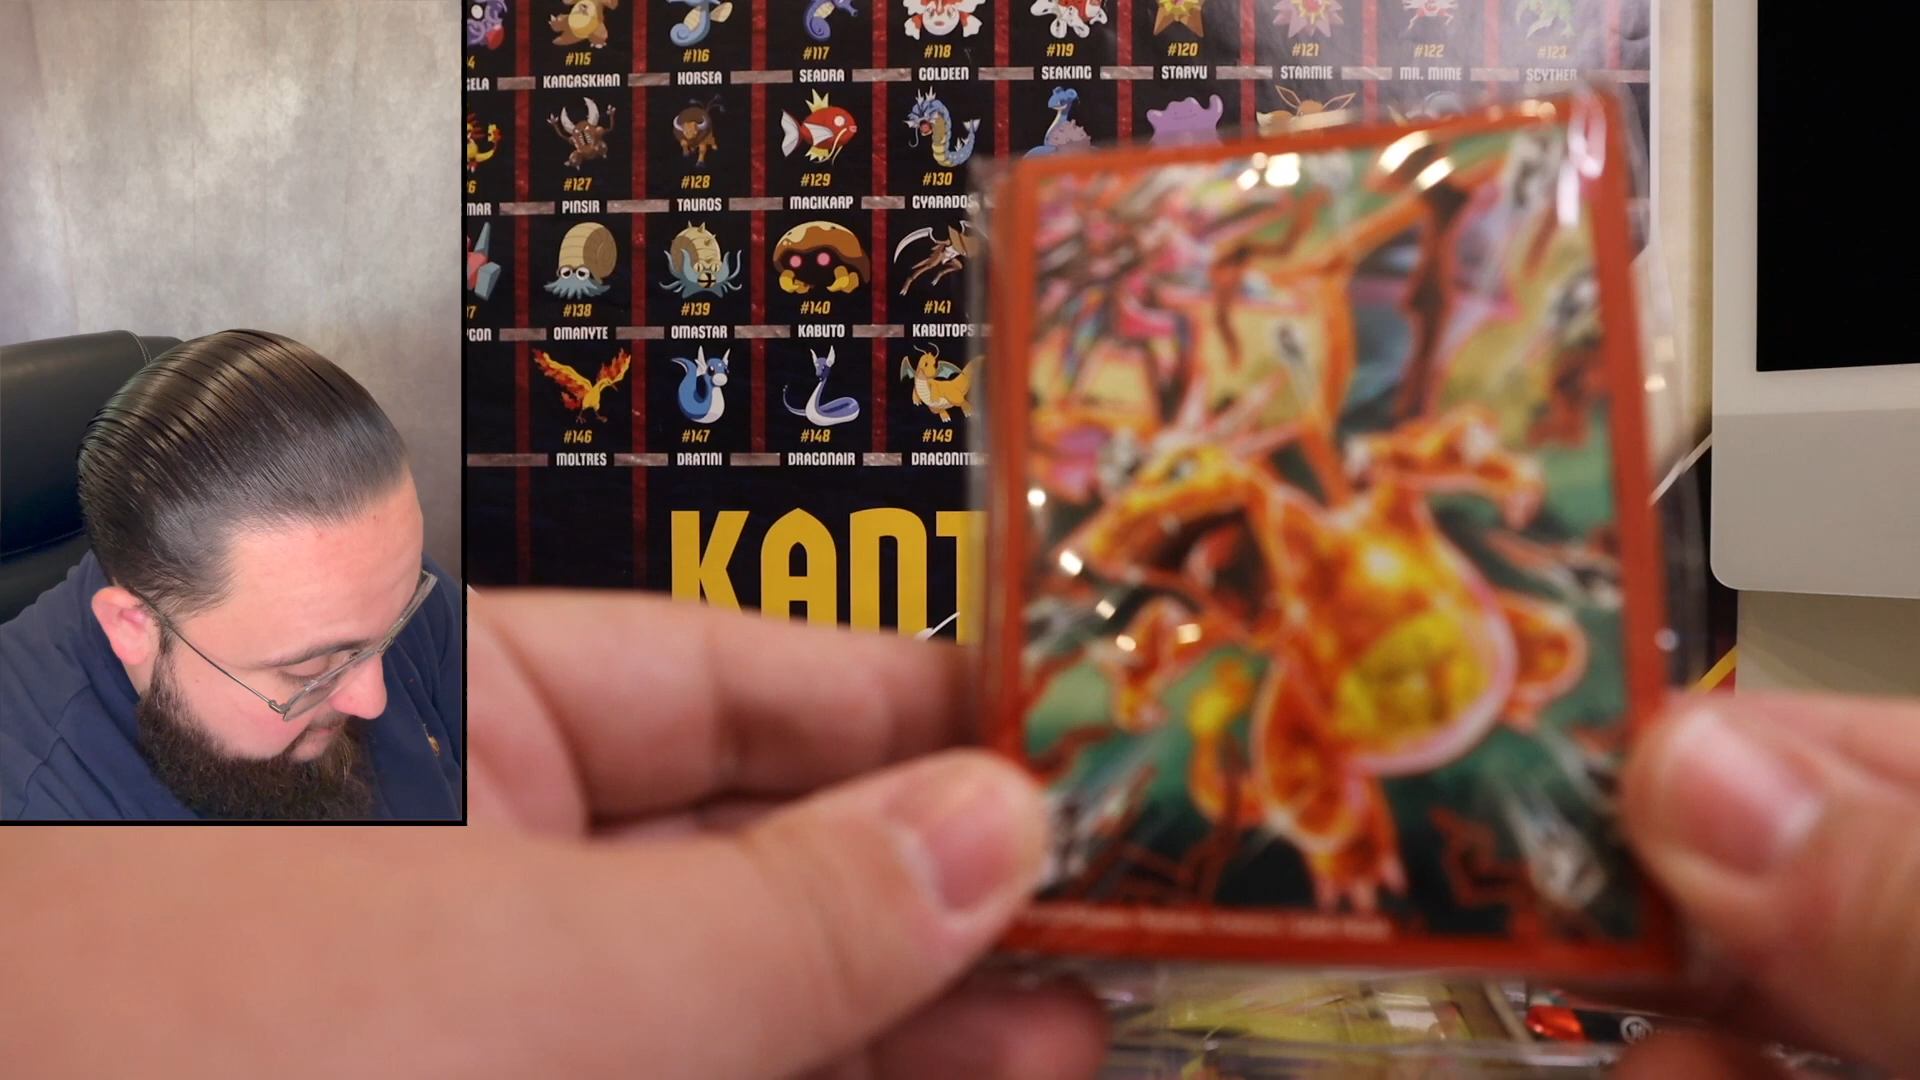 #115 #116 #117 #118 #119 #120 #121 #122 #123
KANGASKHAN HORSEA SEADRA GOLDEEN SEAKING STARYU STARMIE MR. MIME SCYTHER
#127 #128 #129 #130
PINSIR TAUROS MAGIKARP GYARADOS
#138 #139 #140 #141
OMANYTE OMASTAR KABUTO KABUTOPS
#146 #147 #148 #149
MOLTRES DRATINI DRAGONAIR DRAGONIT
KANT